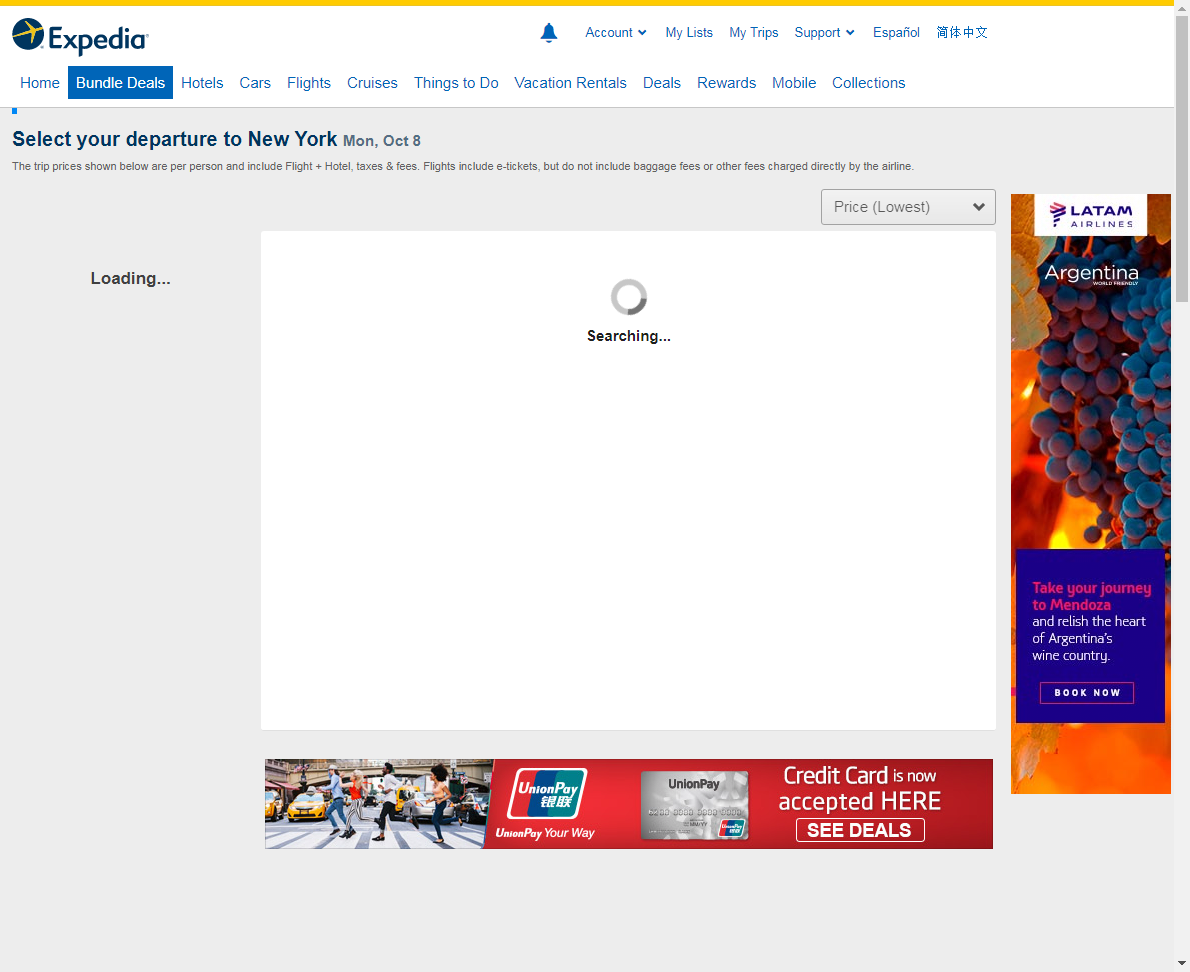 Expedia
Account
My Lists
My Trips
Support
Español
简体中文
Home
Bundle Deals
Hotels
Cars
Flights
Cruises
Things to Do
Vacation Rentals
Deals
Rewards
Mobile
Collections
Select your departure to New York Mon, Oct 8
The trip prices shown below are per person and include Flight + Hotel, taxes & fees. Flights include e-tickets, but do not include baggage fees or other fees charged directly by the airline.
Price (Lowest)
Loading...
Searching...
LATAM
AIRLINES
Argentina
WORLD FRIENDLY
Take your journey
to Mendoza
and relish the heart
of Argentina's
wine country.
BOOK NOW
UnionPay
银联
UnionPay Your Way
UnionPay
UnionPay
银联
Credit Card is now
accepted HERE
SEE DEALS